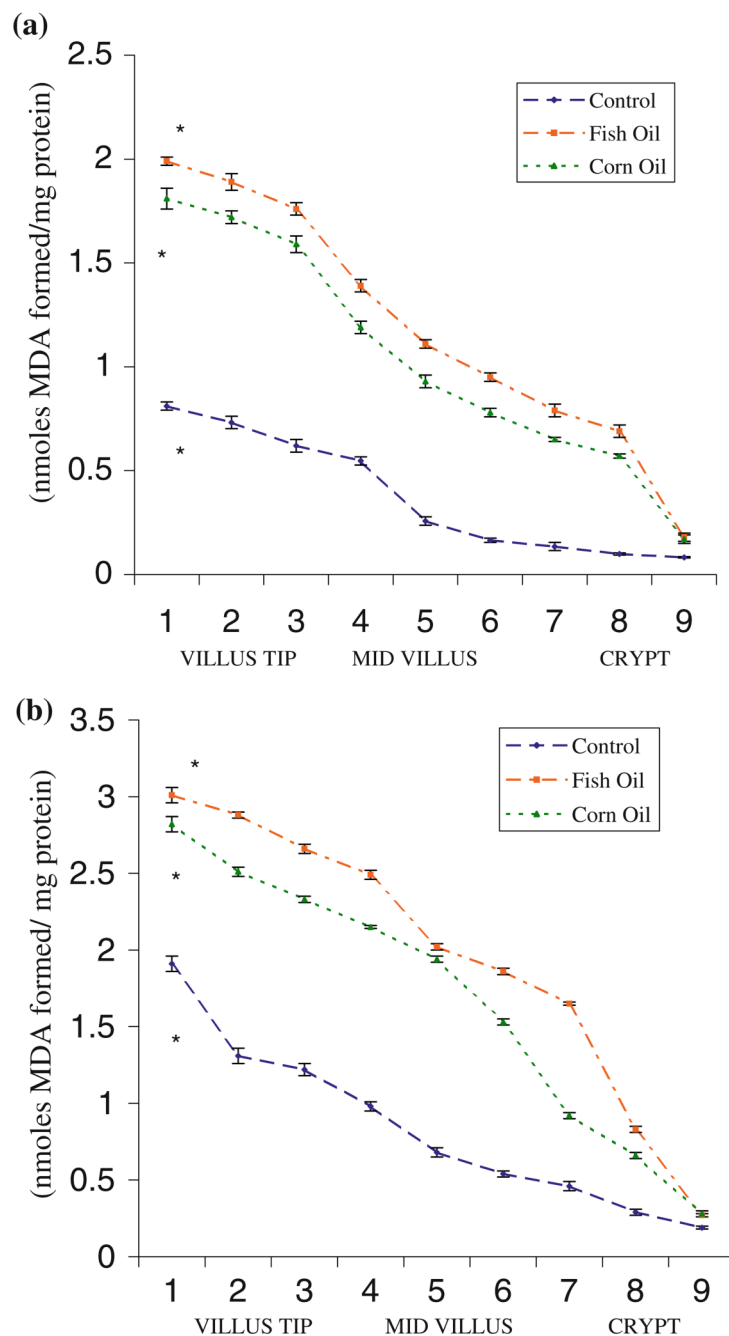 (a)
2.5
2
1.5
1
0.5
0
(nmoles MDA formed/mg protein)
*
*
*
Control
Fish Oil
Corn Oil
1 2 3 4 5 6 7 8 9
VILLUS TIP MID VILLUS CRYPT
(b)
3.5
3
2.5
2
1.5
1
0.5
0
(nmoles MDA formed/ mg protein)
*
*
*
Control
Fish Oil
Corn Oil
1 2 3 4 5 6 7 8 9
VILLUS TIP MID VILLUS CRYPT